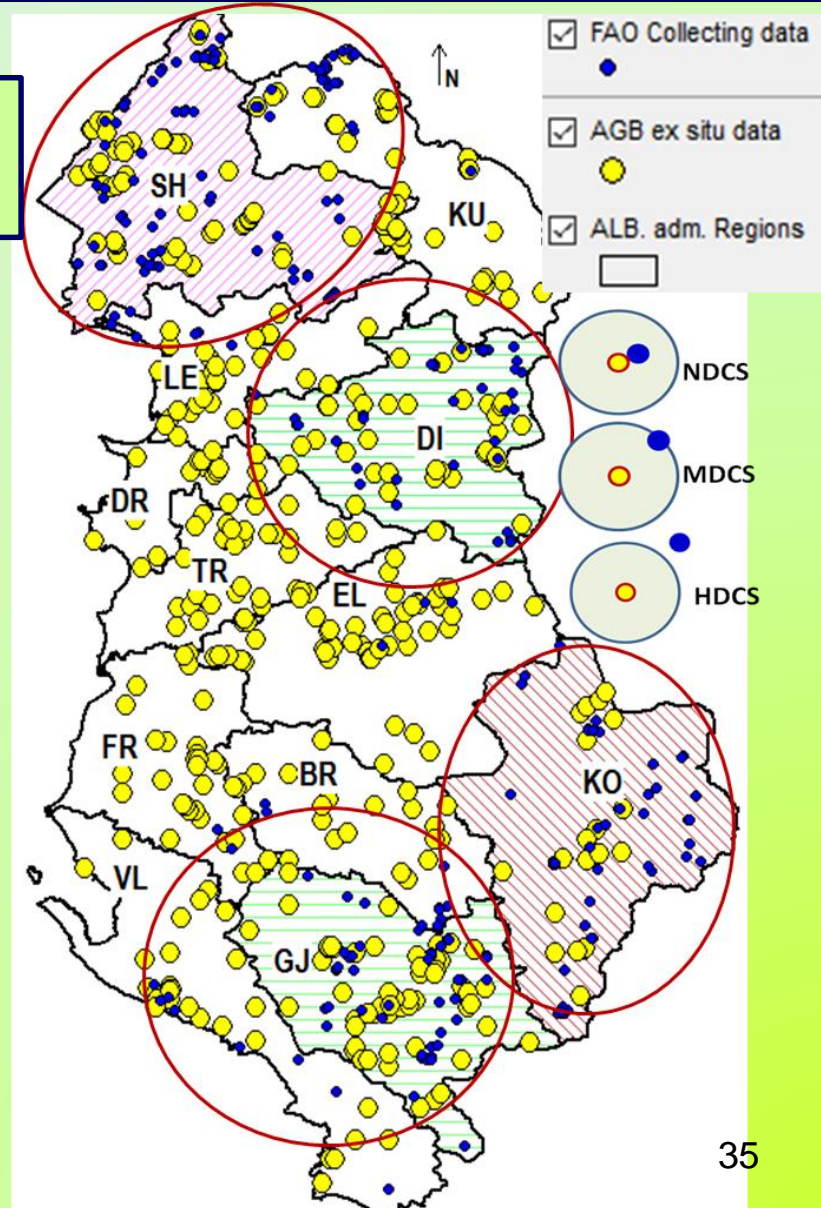 FAO Collecting data
AGB ex situ data
ALB. adm. Regions
N
SH
KU
LE
DI
NDCS
MDCS
DR
TR
EL
HDCS
FR
BR
KO
VL
GJ
35